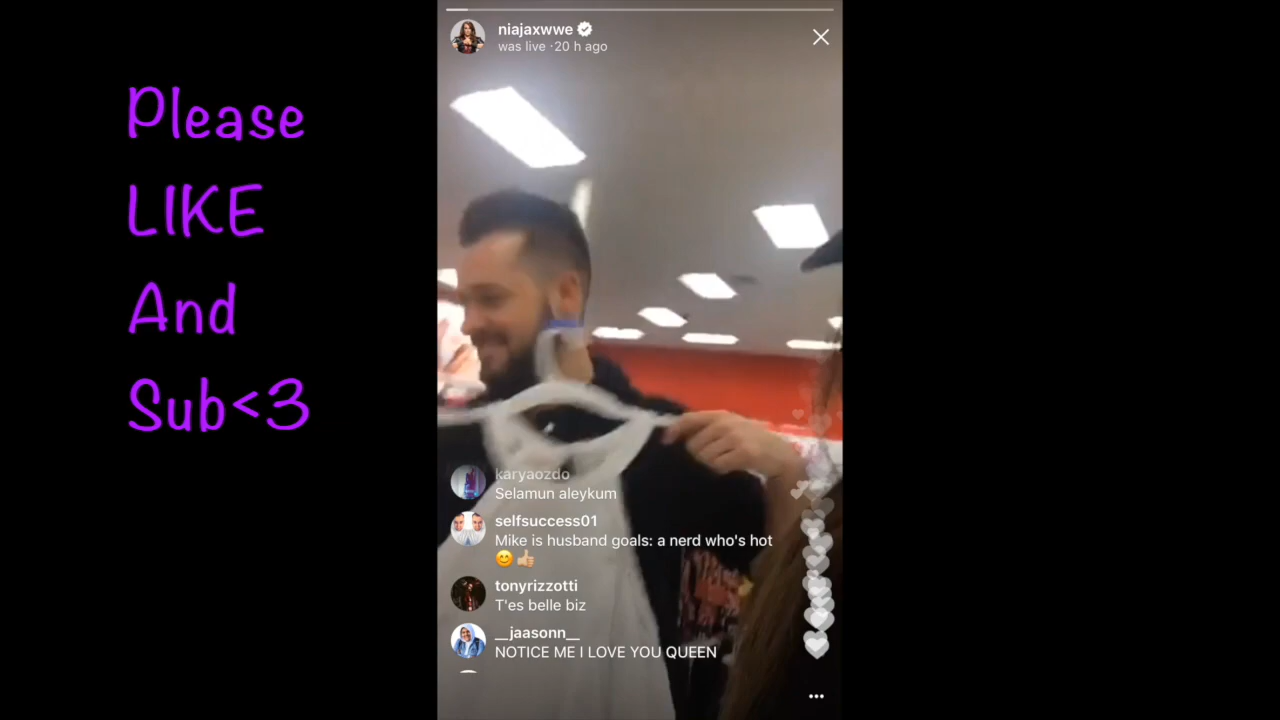 Please
LIKE
And
Sub<3
niajaxwwe
was live · 20 h ago
karyaozdo
Selamun aleykum
selfsuccess01
Mike is husband goals: a nerd who's hot
😊👍🏼
tonyrizzotti
T'es belle biz
__jaasonn__
NOTICE ME I LOVE YOU QUEEN